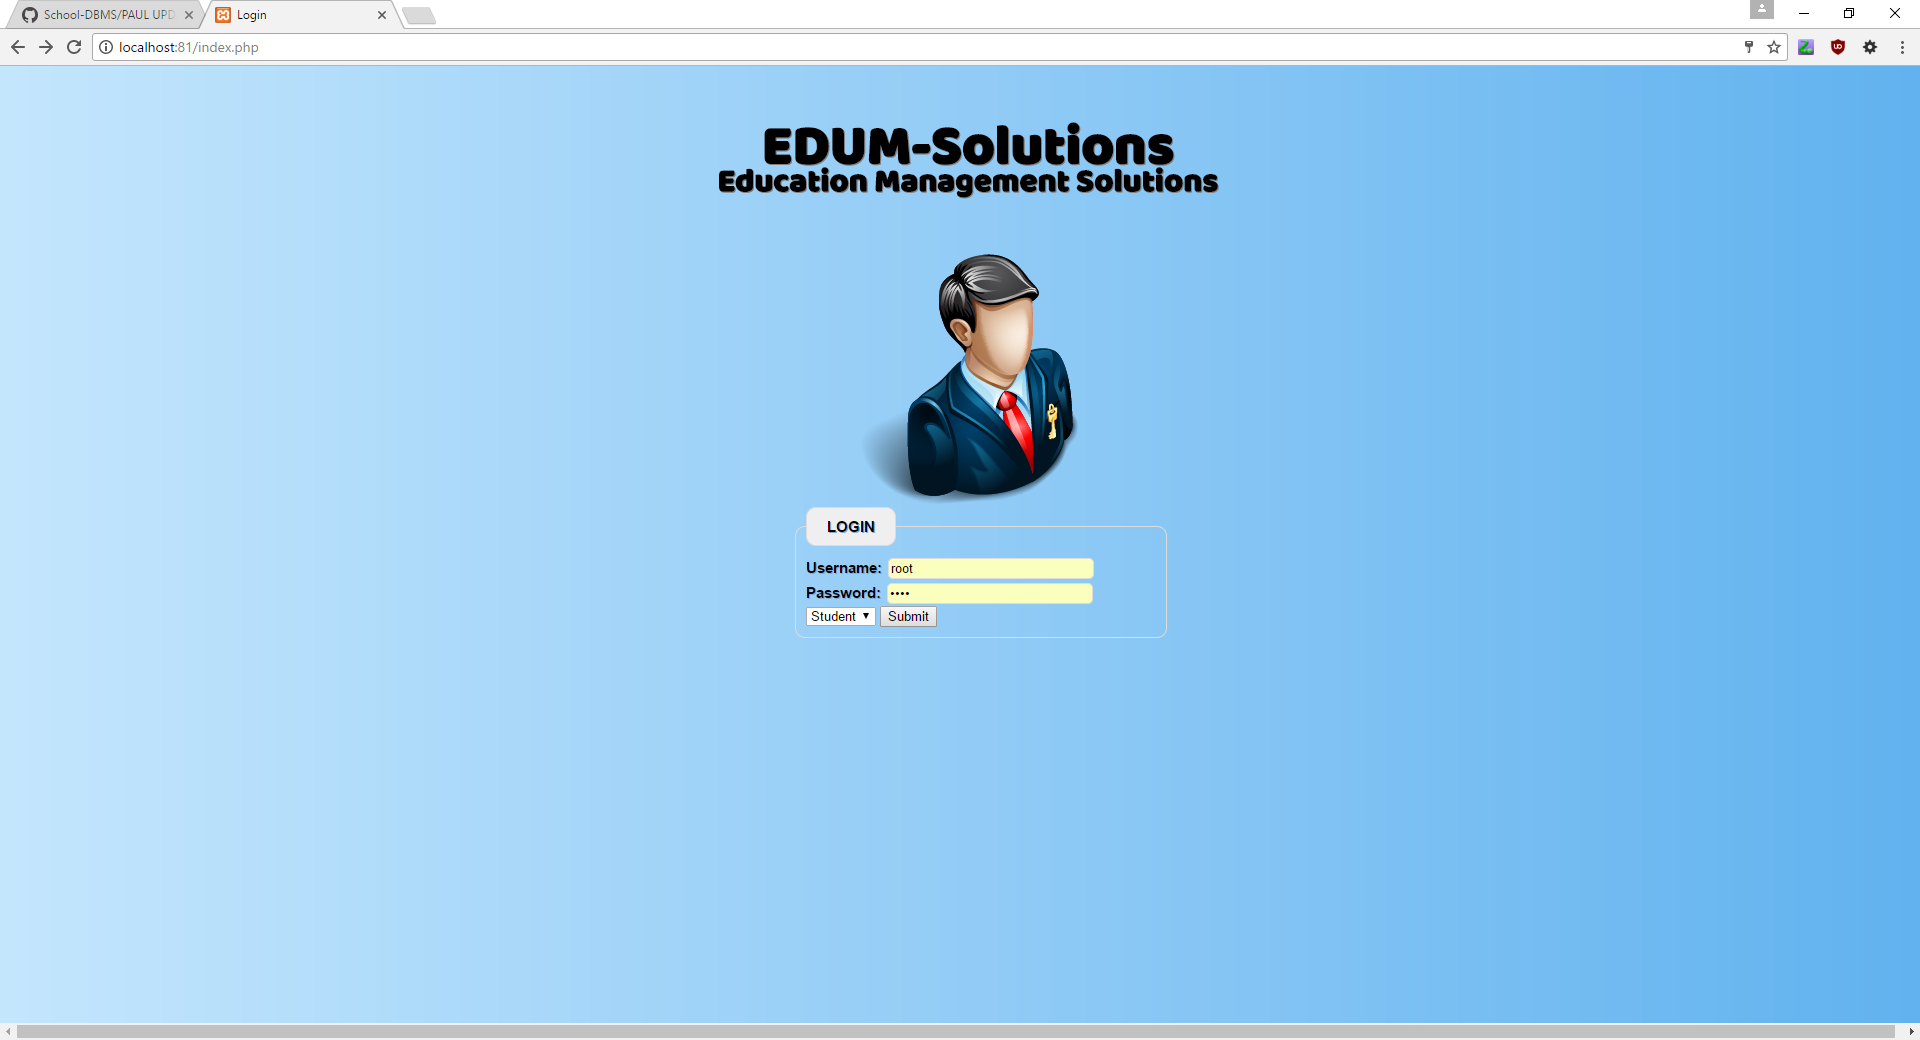 School-DBMS/PAUL UPD
Login
localhost:81/index.php
EDUM-Solutions
Education Management Solutions
LOGIN
Username: root
Password: ••••
Student Submit